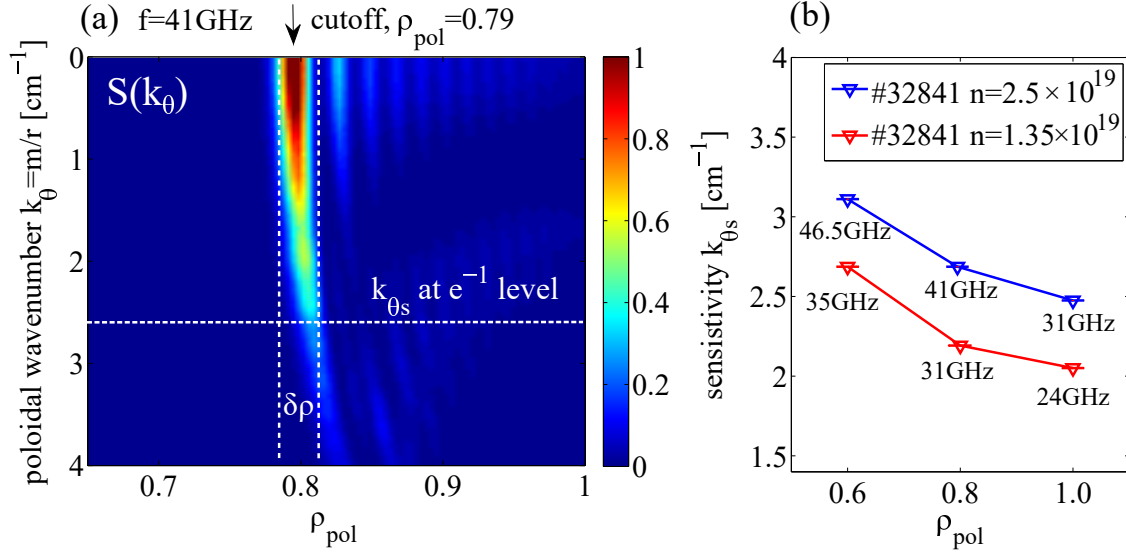 (a)
f=41GHz
cutoff, ρpol=0.79
poloidal wavenumber kθ=m/r [cm⁻¹]
0
1
2
3
4
S(kθ)
kθs at e⁻¹ level
δρ
0.7
0.8
0.9
1
ρpol
1
0.8
0.6
0.4
0.2
0
(b)
sensistivity kθs [cm⁻¹]
4
3.5
3
2.5
2
1.5
#32841 n=2.5 × 10¹⁹
#32841 n=1.35×10¹⁹
46.5GHz
41GHz
31GHz
35GHz
31GHz
24GHz
0.6
0.8
1.0
ρpol